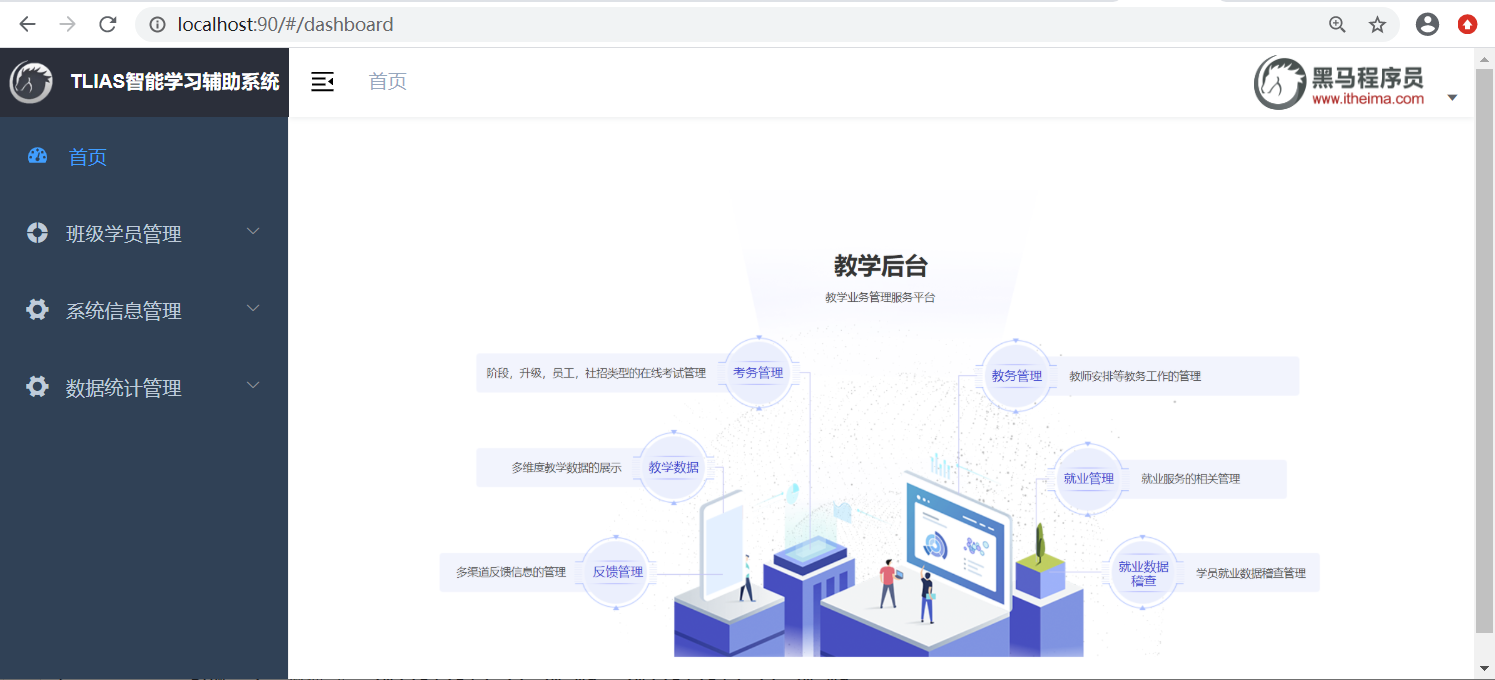 localhost:90/#/dashboard
TLIAS智能学习辅助系统
首页
黑马程序员
www.itheima.com
首页
班级学员管理
系统信息管理
数据统计管理
教学后台
教学业务管理服务平台
阶段，升级，员工，社招类型的在线考试管理
考务管理
教务管理
教师安排等教务工作的管理
多维度教学数据的展示
教学数据
就业管理
就业服务的相关管理
多渠道反馈信息的管理
反馈管理
就业数据
稽查
学员就业数据稽查管理